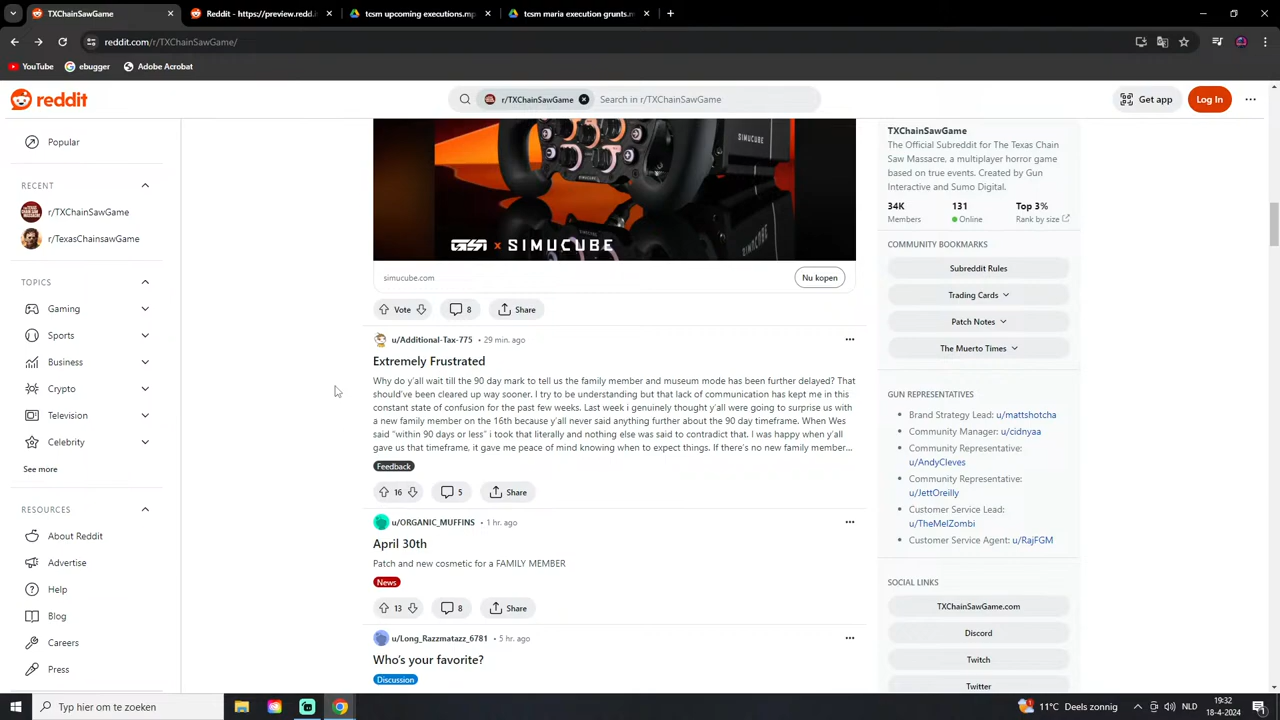 TXChainSawGame
Reddit - https://preview.redd.i
tcsm upcoming executions.mp
tcsm maria execution grunts.m
reddit.com/r/TXChainSawGame/
YouTube
ebugger
Adobe Acrobat
reddit
r/TXChainSawGame
Search in r/TXChainSawGame
Get app
Log In
Popular
RECENT
r/TXChainSawGame
r/TexasChainsawGame
TOPICS
Gaming
Sports
Business
Crypto
Television
Celebrity
See more
RESOURCES
About Reddit
Advertise
Help
Blog
Careers
Press
SIMUCUBE
GSI x SIMUCUBE
simucube.com
Nu kopen
Vote
8
Share
u/Additional-Tax-775 • 29 min. ago
Extremely Frustrated
Why do y'all wait till the 90 day mark to tell us the family member and museum mode has been further delayed? That
should've been cleared up way sooner. I try to be understanding but that lack of communication has kept me in this
constant state of confusion for the past few weeks. Last week i genuinely thought y'all were going to surprise us with
a new family member on the 16th because y'all never said anything further about the 90 day timeframe. When Wes
said "within 90 days or less" i took that literally and nothing else was said to contradict that. I was happy when y'all
gave us that timeframe, it gave me peace of mind knowing when to expect things. If there's no new family member...
Feedback
16
5
Share
u/ORGANIC_MUFFINS • 1 hr. ago
April 30th
Patch and new cosmetic for a FAMILY MEMBER
News
13
8
Share
u/Long_Razzmatazz_6781 • 5 hr. ago
Who's your favorite?
Discussion
TXChainSawGame
The Official Subreddit for The Texas Chain
Saw Massacre, a multiplayer horror game
based on true events. Created by Gun
Interactive and Sumo Digital.
34K
131
Top 3%
Members
Online
Rank by size
COMMUNITY BOOKMARKS
Subreddit Rules
Trading Cards
Patch Notes
The Muerto Times
GUN REPRESENTATIVES
• Brand Strategy Lead: u/mattshotcha
• Community Manager: u/cidnyaa
• Community Representative:
u/AndyCleves
• Community Representative:
u/JettOreilly
• Customer Service Lead:
u/TheMelZombi
• Customer Service Agent: u/RajFGM
SOCIAL LINKS
TXChainSawGame.com
Discord
Twitch
Twitter
Typ hier om te zoeken
11°C Deels zonnig
NLD
19:32
18-4-2024
1